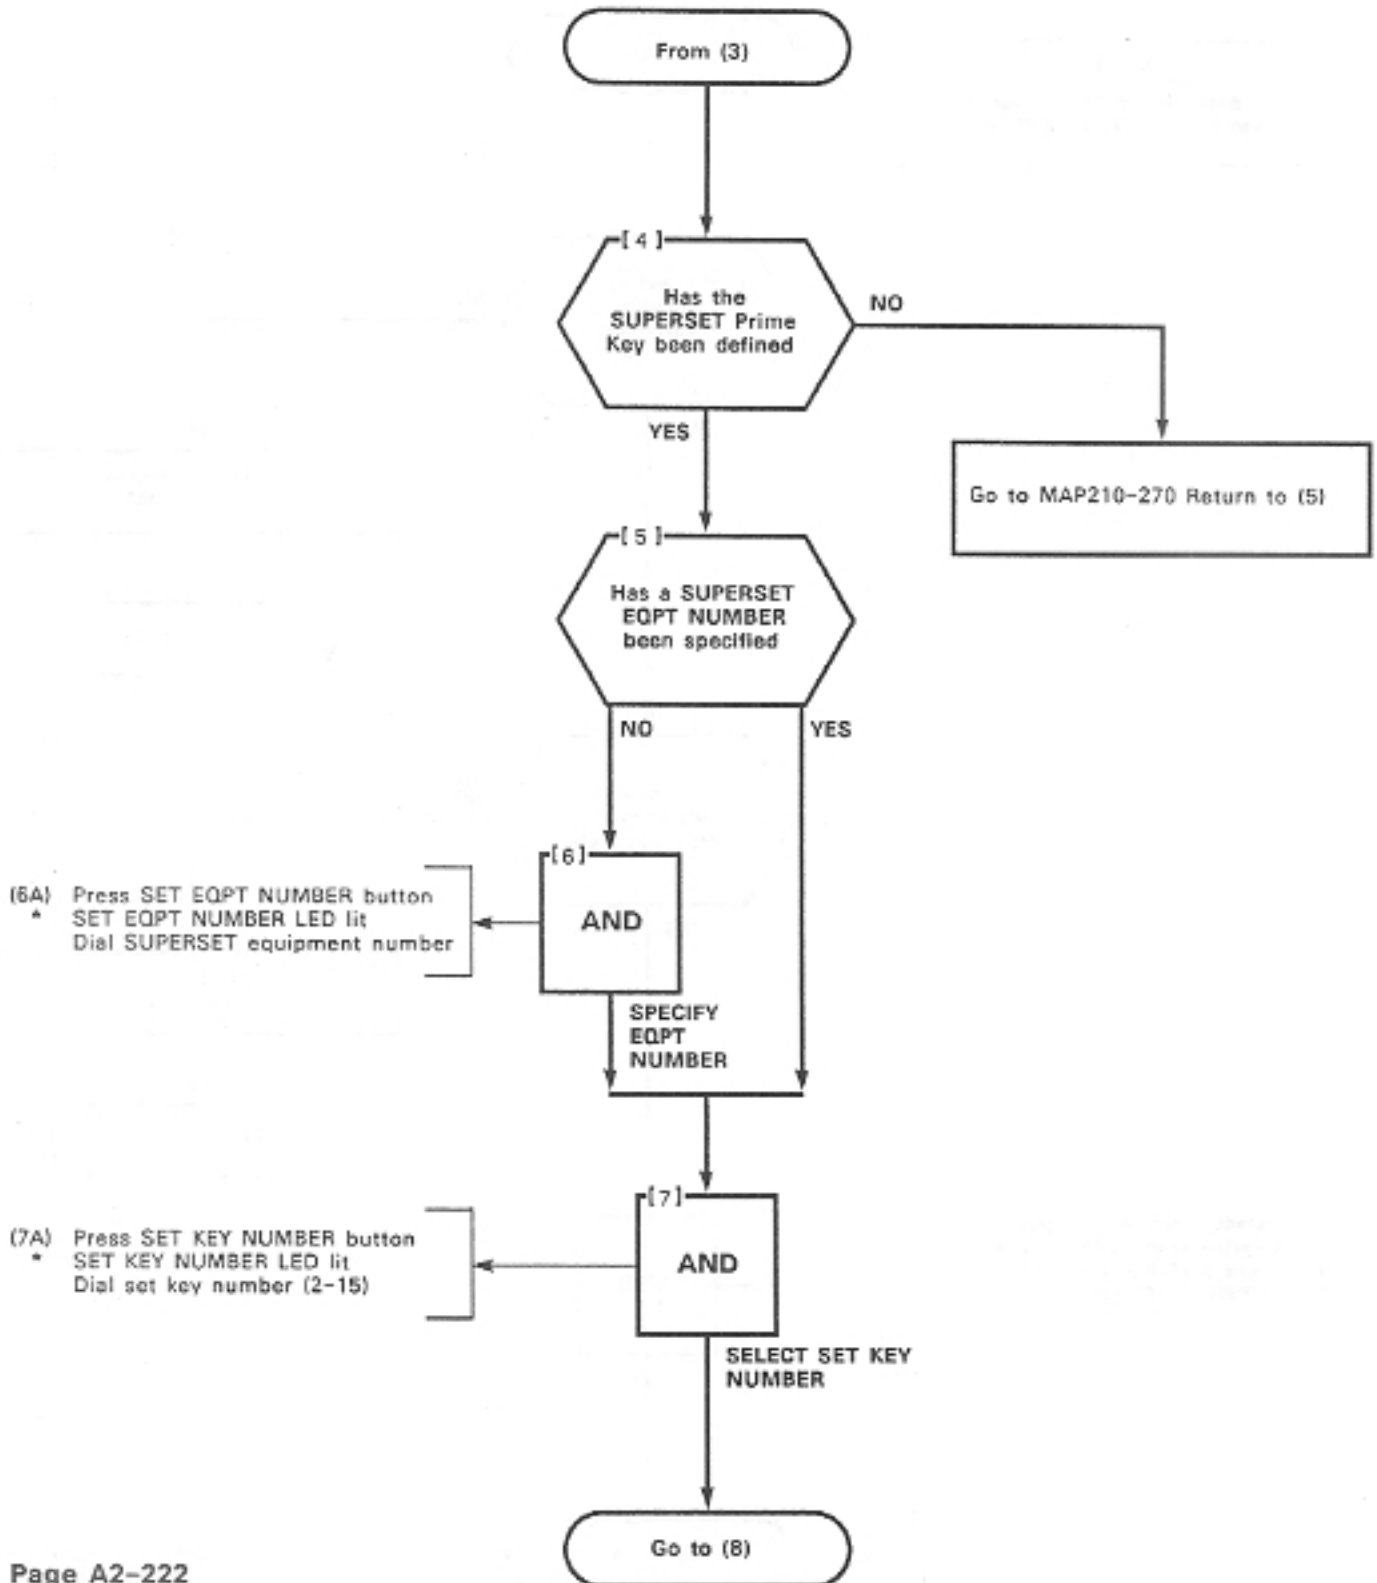 From (3)
[ 4 ]
Has the
SUPERSET Prime
Key been defined
NO
YES
Go to MAP210-270 Return to (5)
[ 5 ]
Has a SUPERSET
EQPT NUMBER
been specified
NO
YES
[6]
AND
(6A) Press SET EQPT NUMBER button
* SET EQPT NUMBER LED lit
Dial SUPERSET equipment number
SPECIFY
EQPT
NUMBER
[7]
AND
(7A) Press SET KEY NUMBER button
* SET KEY NUMBER LED lit
Dial set key number (2-15)
SELECT SET KEY
NUMBER
Go to (8)
Page A2-222